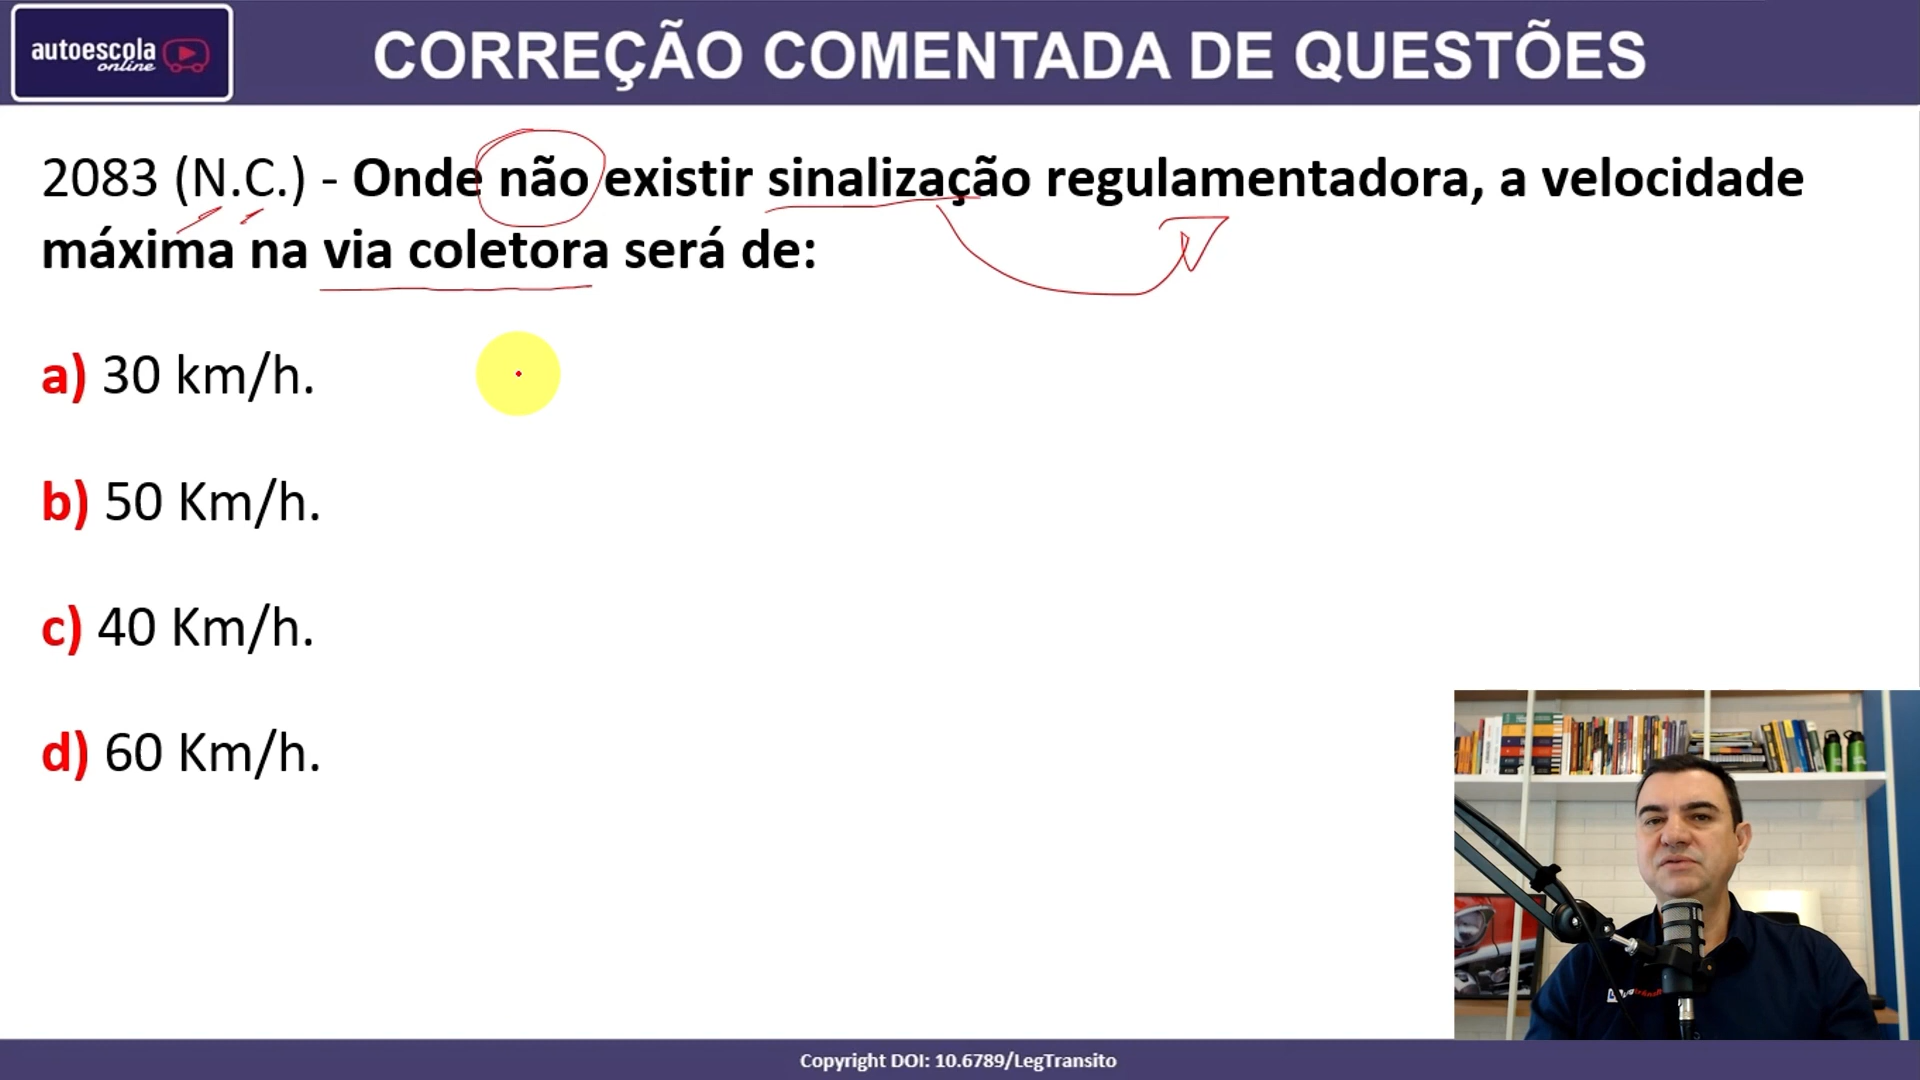 autoescola
online
CORREÇÃO COMENTADA DE QUESTÕES
2083 (N.C.) - Onde não existir sinalização regulamentadora, a velocidade
máxima na via coletora será de:
a) 30 km/h.
b) 50 Km/h.
c) 40 Km/h.
d) 60 Km/h.
Copyright DOI: 10.6789/LegTransito